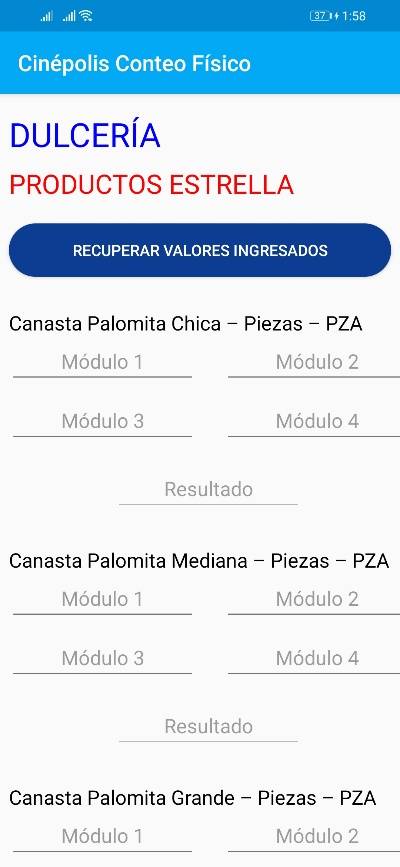 37 1:58
Cinépolis Conteo Físico
DULCERÍA
PRODUCTOS ESTRELLA
RECUPERAR VALORES INGRESADOS
Canasta Palomita Chica – Piezas – PZA
Módulo 1 Módulo 2
Módulo 3 Módulo 4
Resultado
Canasta Palomita Mediana – Piezas – PZA
Módulo 1 Módulo 2
Módulo 3 Módulo 4
Resultado
Canasta Palomita Grande – Piezas – PZA
Módulo 1 Módulo 2